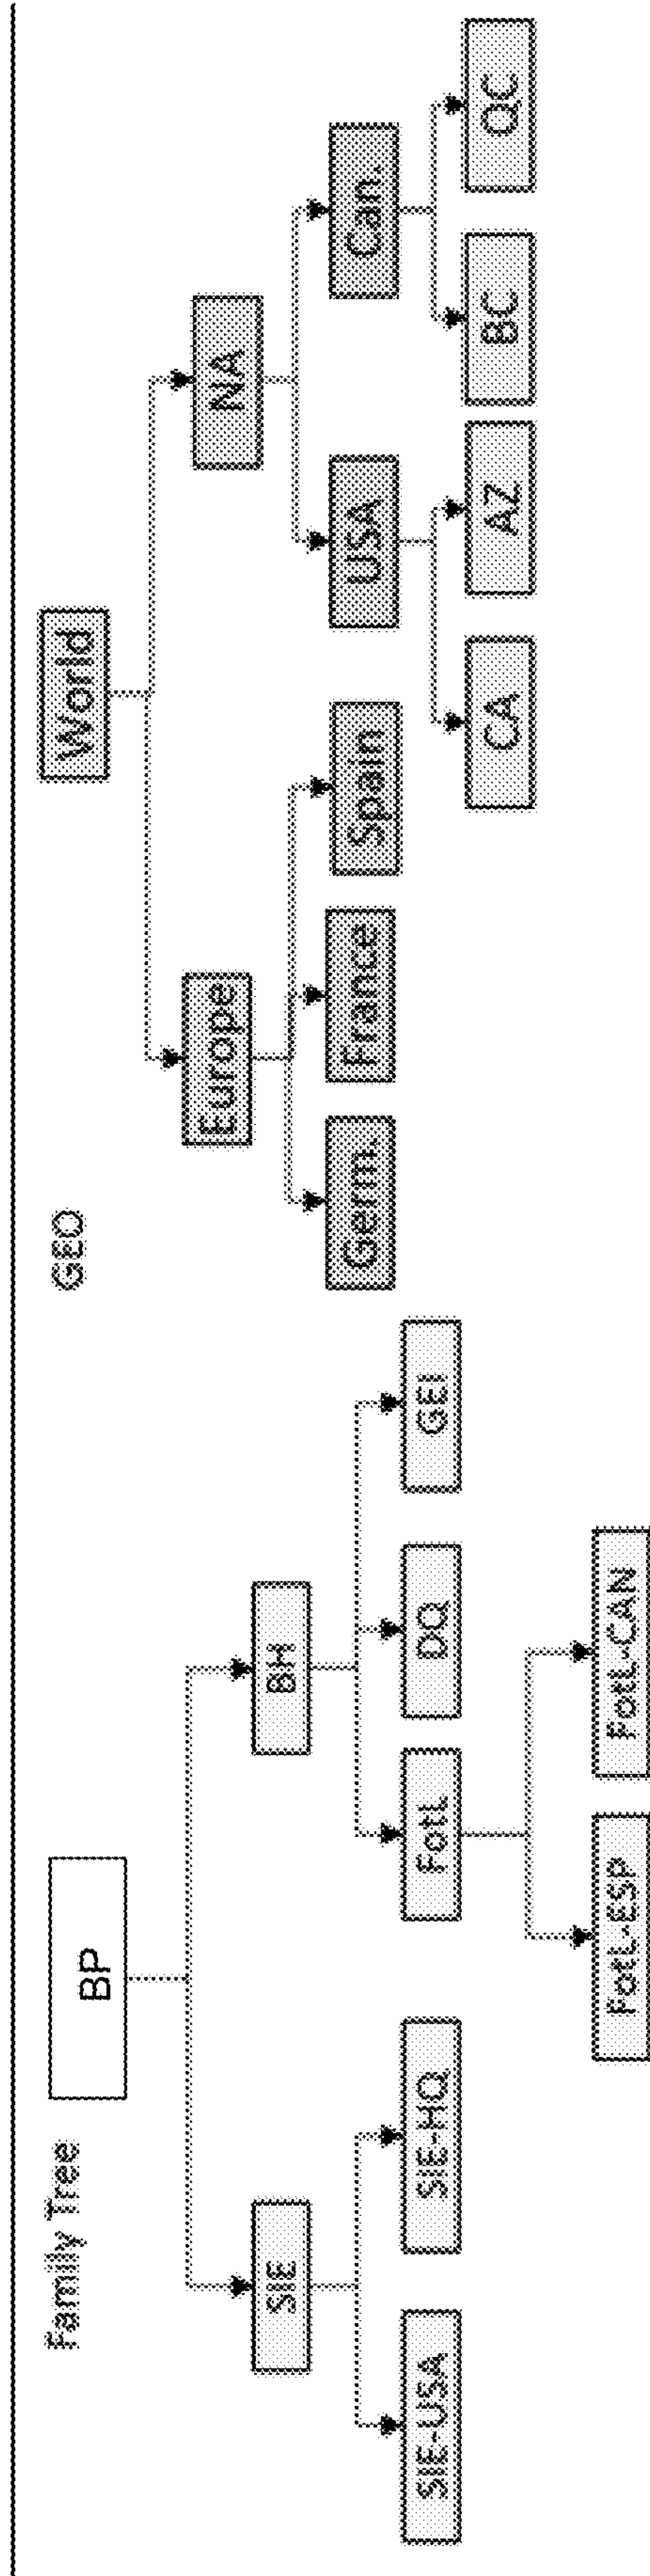 Family Tree
BP
SIE
BH
SIE-USA
SIE-HQ
FotL
DQ
GEI
FotL-ESP
FotL-CAN
GEO
World
Europe
NA
Germ.
France
Spain
USA
Can.
CA
AZ
BC
QC